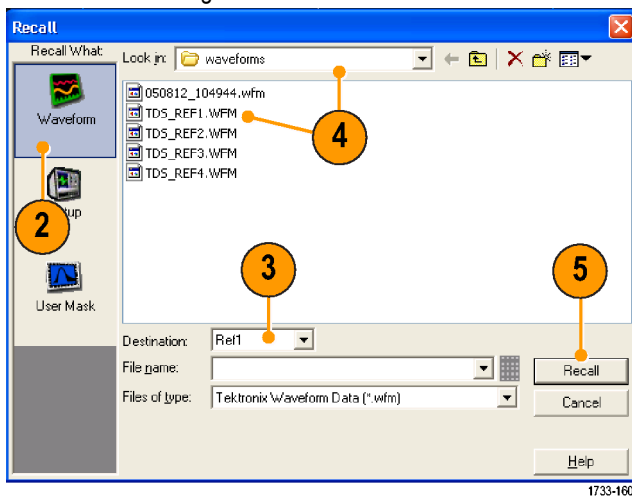 Recall
Recall What:
Look in: waveforms
Waveform
050812_104944.wfm
TDS_REF1.WFM
TDS_REF2.WFM
TDS_REF3.WFM
TDS_REF4.WFM
4
2
up
3
5
User Mask
Destination: Ref1
File name:
Recall
Files of type: Tektronix Waveform Data (*.wfm)
Cancel
Help
1733-160